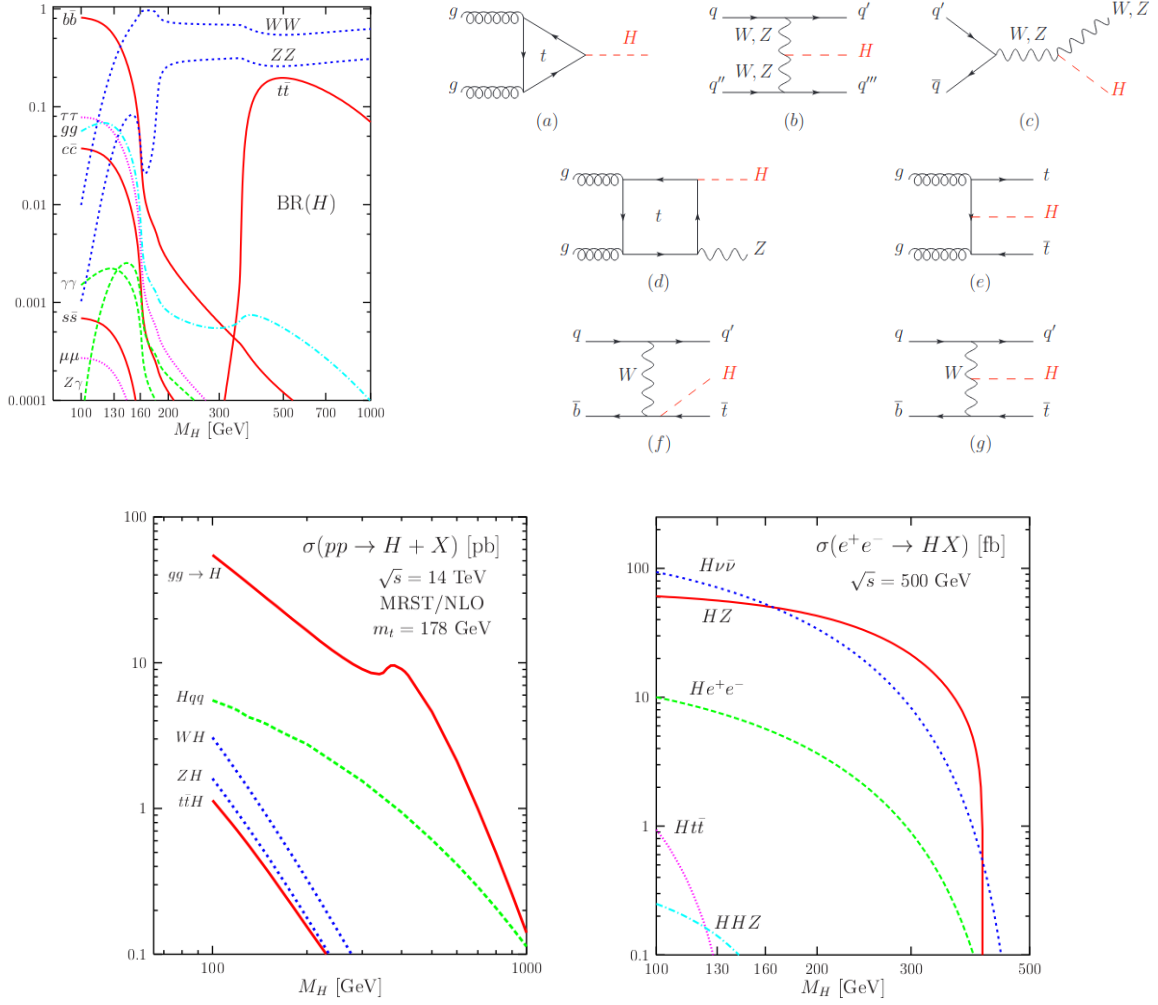 bb̄
WW
ZZ
tt̄
1
0.1
ττ
gg
cc̄
BR(H)
0.01
0.001
γγ
ss̄
μμ
Zγ
0.0001
100 130 160 200 300 500 700 1000
M_H [GeV]
g
t
H
g
(a)
q
q′
W, Z
H
W, Z
q″
q‴
(b)
q′
W, Z
W, Z
q̄
H
(c)
g
H
t
g
Z
(d)
g
t
H
g
t̄
(e)
q
q′
W
H
b̄
t̄
(f)
q
q′
W
H
b̄
t̄
(g)
100
σ(pp → H + X) [pb]
√s = 14 TeV
MRST/NLO
m_t = 178 GeV
gg → H
10
Hqq
WH
ZH
tt̄H
1
0.1
100 1000
M_H [GeV]
σ(e⁺e⁻ → HX) [fb]
√s = 500 GeV
Hνν̄
100
HZ
He⁺e⁻
10
1
Htt̄
HHZ
0.1
100 130 160 200 300 500
M_H [GeV]